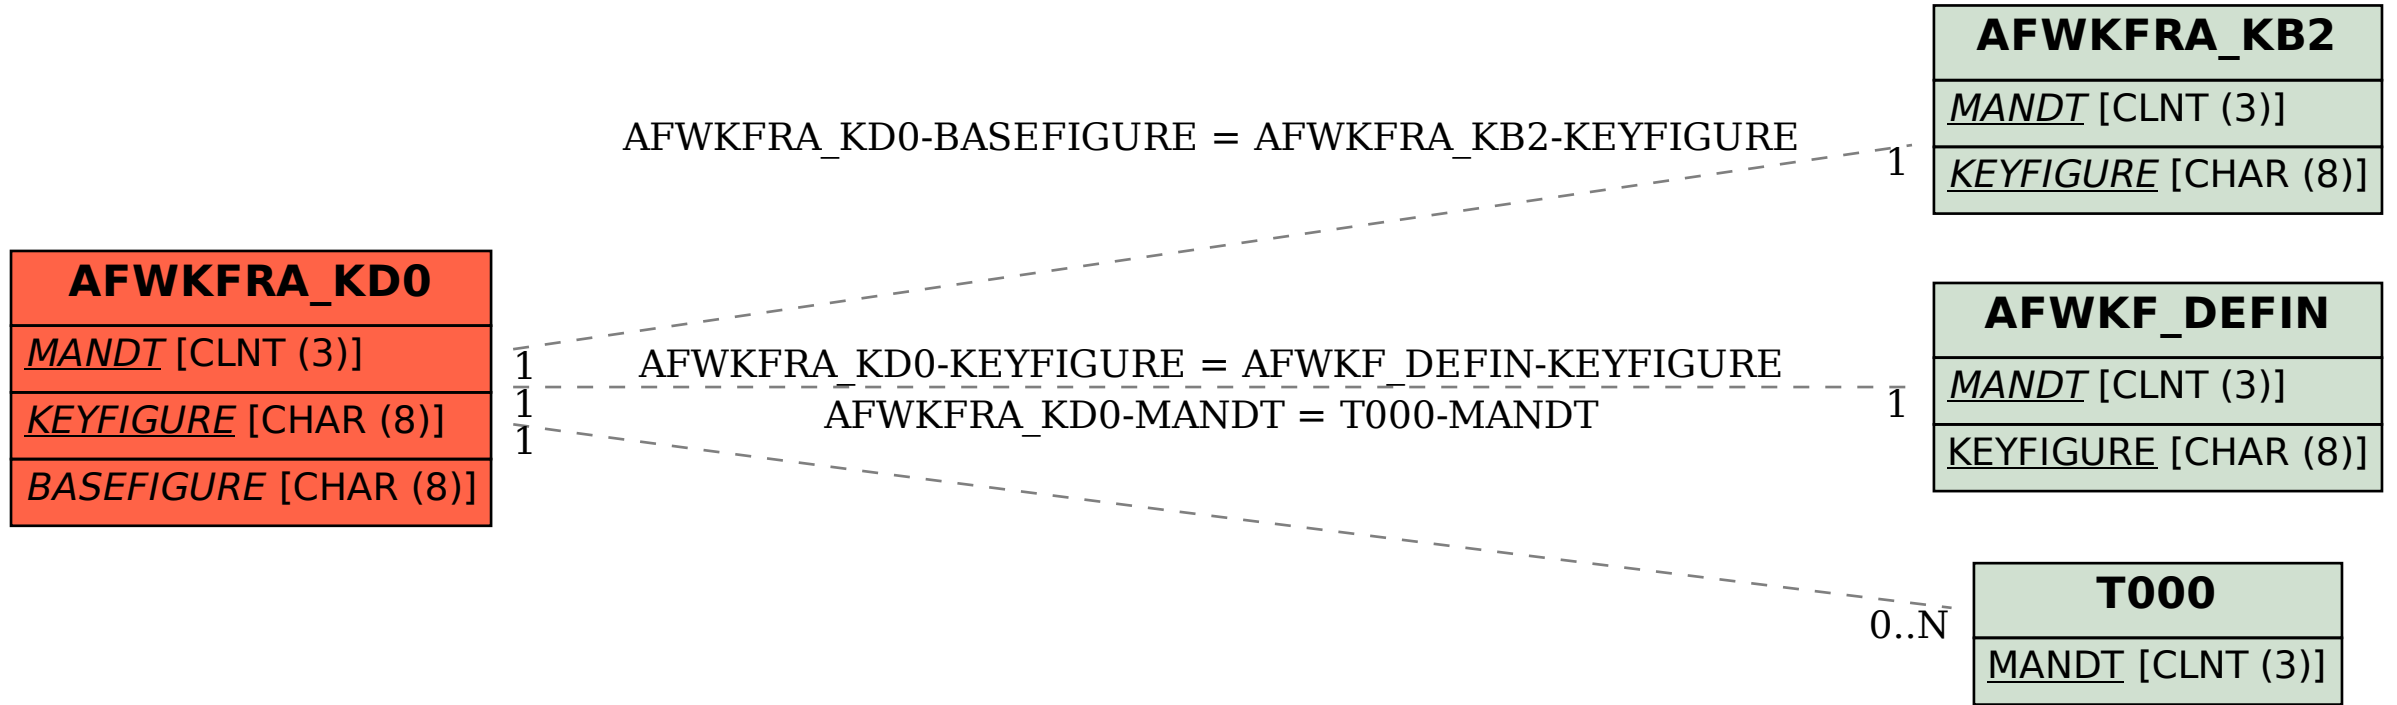 AFWKFRA_KD0
MANDT [CLNT (3)]
KEYFIGURE [CHAR (8)]
BASEFIGURE [CHAR (8)]
AFWKFRA_KD0-BASEFIGURE = AFWKFRA_KB2-KEYFIGURE
1
1
AFWKFRA_KD0-KEYFIGURE = AFWKF_DEFIN-KEYFIGURE
1
1
AFWKFRA_KD0-MANDT = T000-MANDT
1
0..N
AFWKFRA_KB2
MANDT [CLNT (3)]
KEYFIGURE [CHAR (8)]
AFWKF_DEFIN
MANDT [CLNT (3)]
KEYFIGURE [CHAR (8)]
T000
MANDT [CLNT (3)]